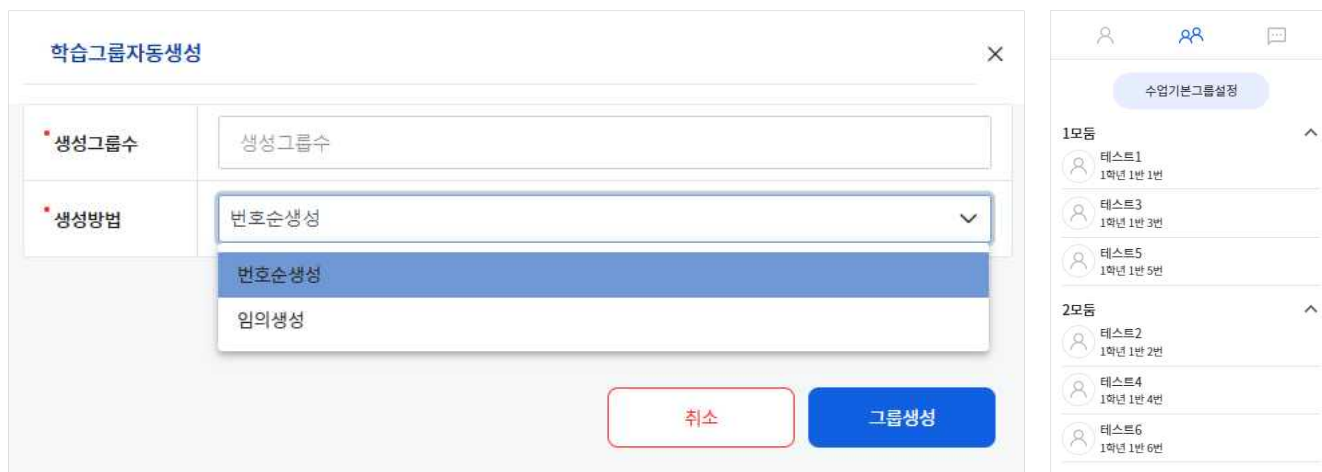 학습그룹자동생성
생성그룹수
생성그룹수
생성방법
번호순생성
번호순생성
임의생성
취소
그룹생성
수업기본그룹설정
1모둠
테스트1
1학년 1반 1번
테스트3
1학년 1반 3번
테스트5
1학년 1반 5번
2모둠
테스트2
1학년 1반 2번
테스트4
1학년 1반 4번
테스트6
1학년 1반 6번